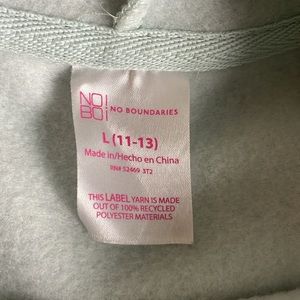 NO!
BO!
NO BOUNDARIES
L (11-13)
Made in/Hecho en China
RN# 52469 3T2
THIS LABEL YARN IS MADE
OUT OF 100% RECYCLED
POLYESTER MATERIALS